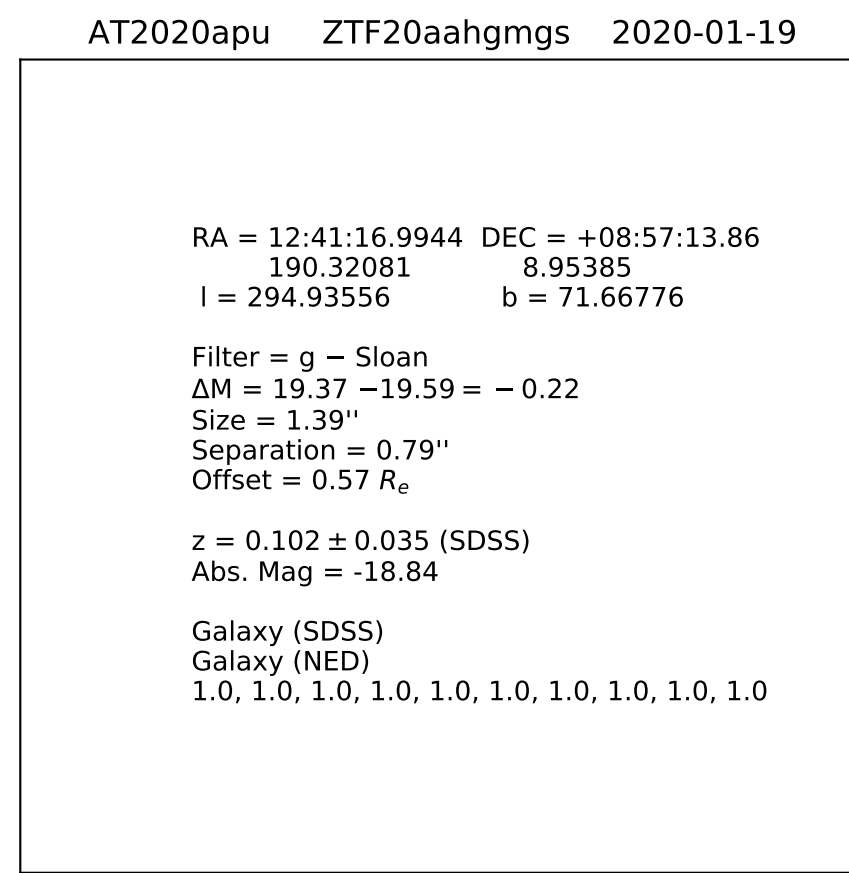 AT2020apu ZTF20aahgmgs 2020-01-19
RA = 12:41:16.9944 DEC = +08:57:13.86
190.32081 8.95385
l = 294.93556 b = 71.66776
Filter = g − Sloan
ΔM = 19.37 −19.59 = − 0.22
Size = 1.39''
Separation = 0.79''
Offset = 0.57 Rₑ
z = 0.102 ± 0.035 (SDSS)
Abs. Mag = -18.84
Galaxy (SDSS)
Galaxy (NED)
1.0, 1.0, 1.0, 1.0, 1.0, 1.0, 1.0, 1.0, 1.0, 1.0